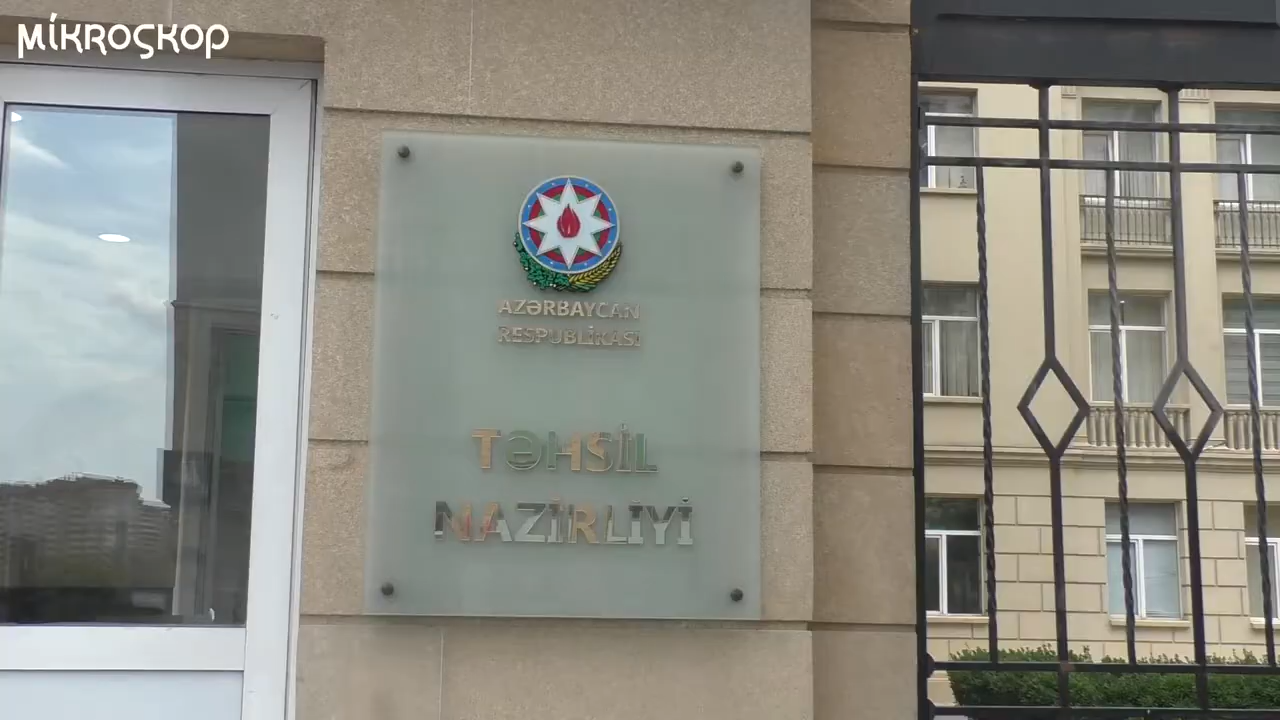 MİKROSKOP
AZƏRBAYCAN
RESPUBLİKASI
TƏHSİL
NAZİRLİYİ